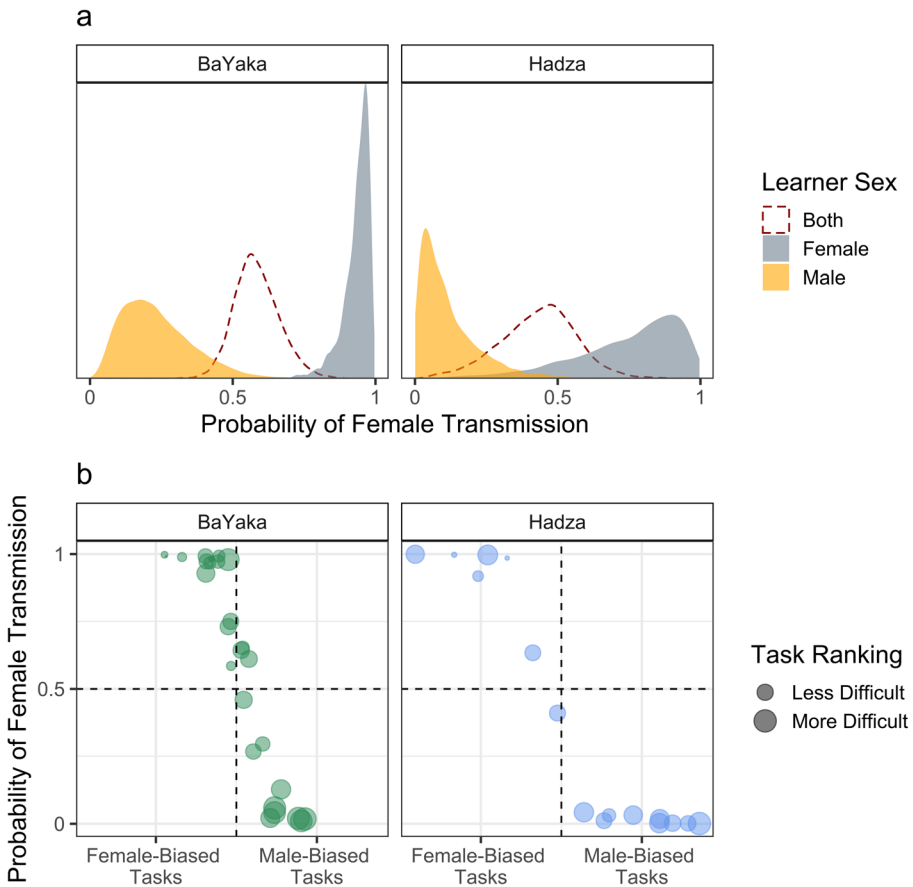 a
BaYaka
Hadza
0
0.5
1
0
0.5
1
Probability of Female Transmission
Learner Sex
Both
Female
Male
b
BaYaka
Hadza
Probability of Female Transmission
1
0.5
0
Female-Biased
Tasks
Male-Biased
Tasks
Female-Biased
Tasks
Male-Biased
Tasks
Task Ranking
Less Difficult
More Difficult